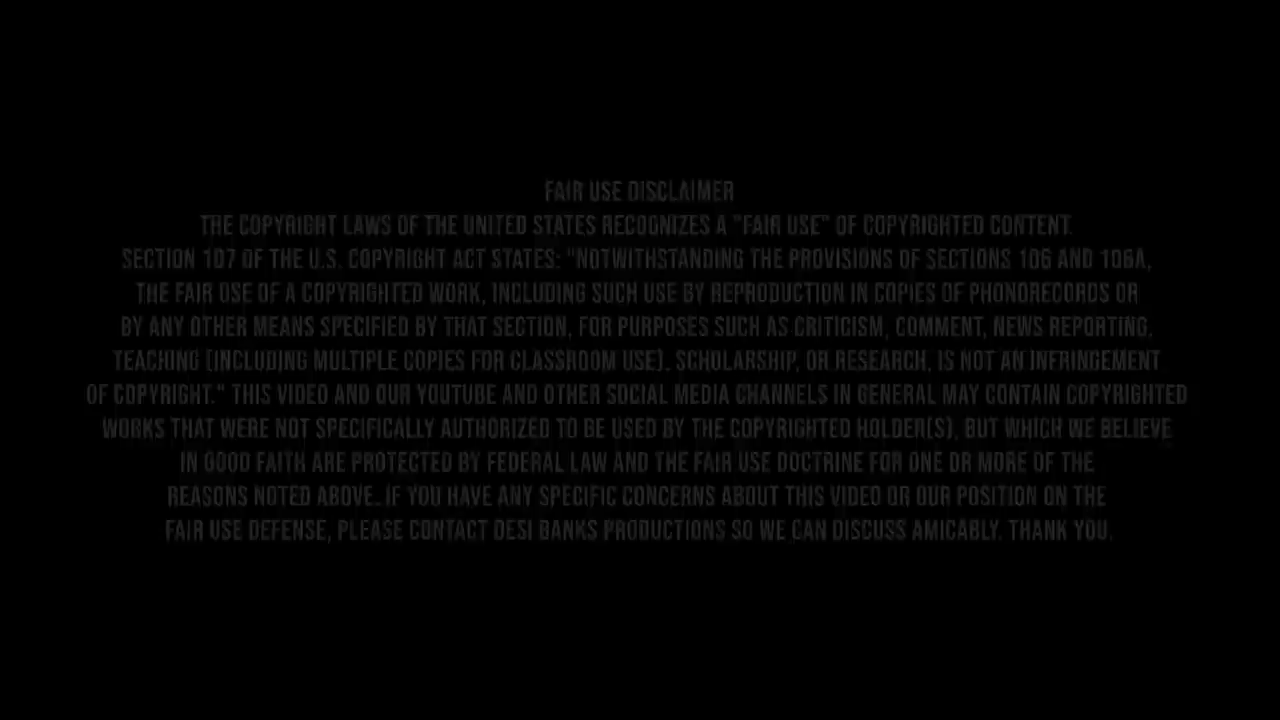 FAIR USE DISCLAIMER
THE COPYRIGHT LAWS OF THE UNITED STATES RECOGNIZES A "FAIR USE" OF COPYRIGHTED CONTENT.
SECTION 107 OF THE U.S. COPYRIGHT ACT STATES: "NOTWITHSTANDING THE PROVISIONS OF SECTIONS 106 AND 106A,
THE FAIR USE OF A COPYRIGHTED WORK, INCLUDING SUCH USE BY REPRODUCTION IN COPIES OF PHONORECORDS OR
BY ANY OTHER MEANS SPECIFIED BY THAT SECTION, FOR PURPOSES SUCH AS CRITICISM, COMMENT, NEWS REPORTING,
TEACHING (INCLUDING MULTIPLE COPIES FOR CLASSROOM USE), SCHOLARSHIP, OR RESEARCH, IS NOT AN INFRINGEMENT
OF COPYRIGHT." THIS VIDEO AND OUR YOUTUBE AND OTHER SOCIAL MEDIA CHANNELS IN GENERAL MAY CONTAIN COPYRIGHTED
WORKS THAT WERE NOT SPECIFICALLY AUTHORIZED TO BE USED BY THE COPYRIGHTED HOLDER(S), BUT WHICH WE BELIEVE
IN GOOD FAITH ARE PROTECTED BY FEDERAL LAW AND THE FAIR USE DOCTRINE FOR ONE OR MORE OF THE
REASONS NOTED ABOVE. IF YOU HAVE ANY SPECIFIC CONCERNS ABOUT THIS VIDEO OR OUR POSITION ON THE
FAIR USE DEFENSE, PLEASE CONTACT DESI BANKS PRODUCTIONS SO WE CAN DISCUSS AMICABLY. THANK YOU.